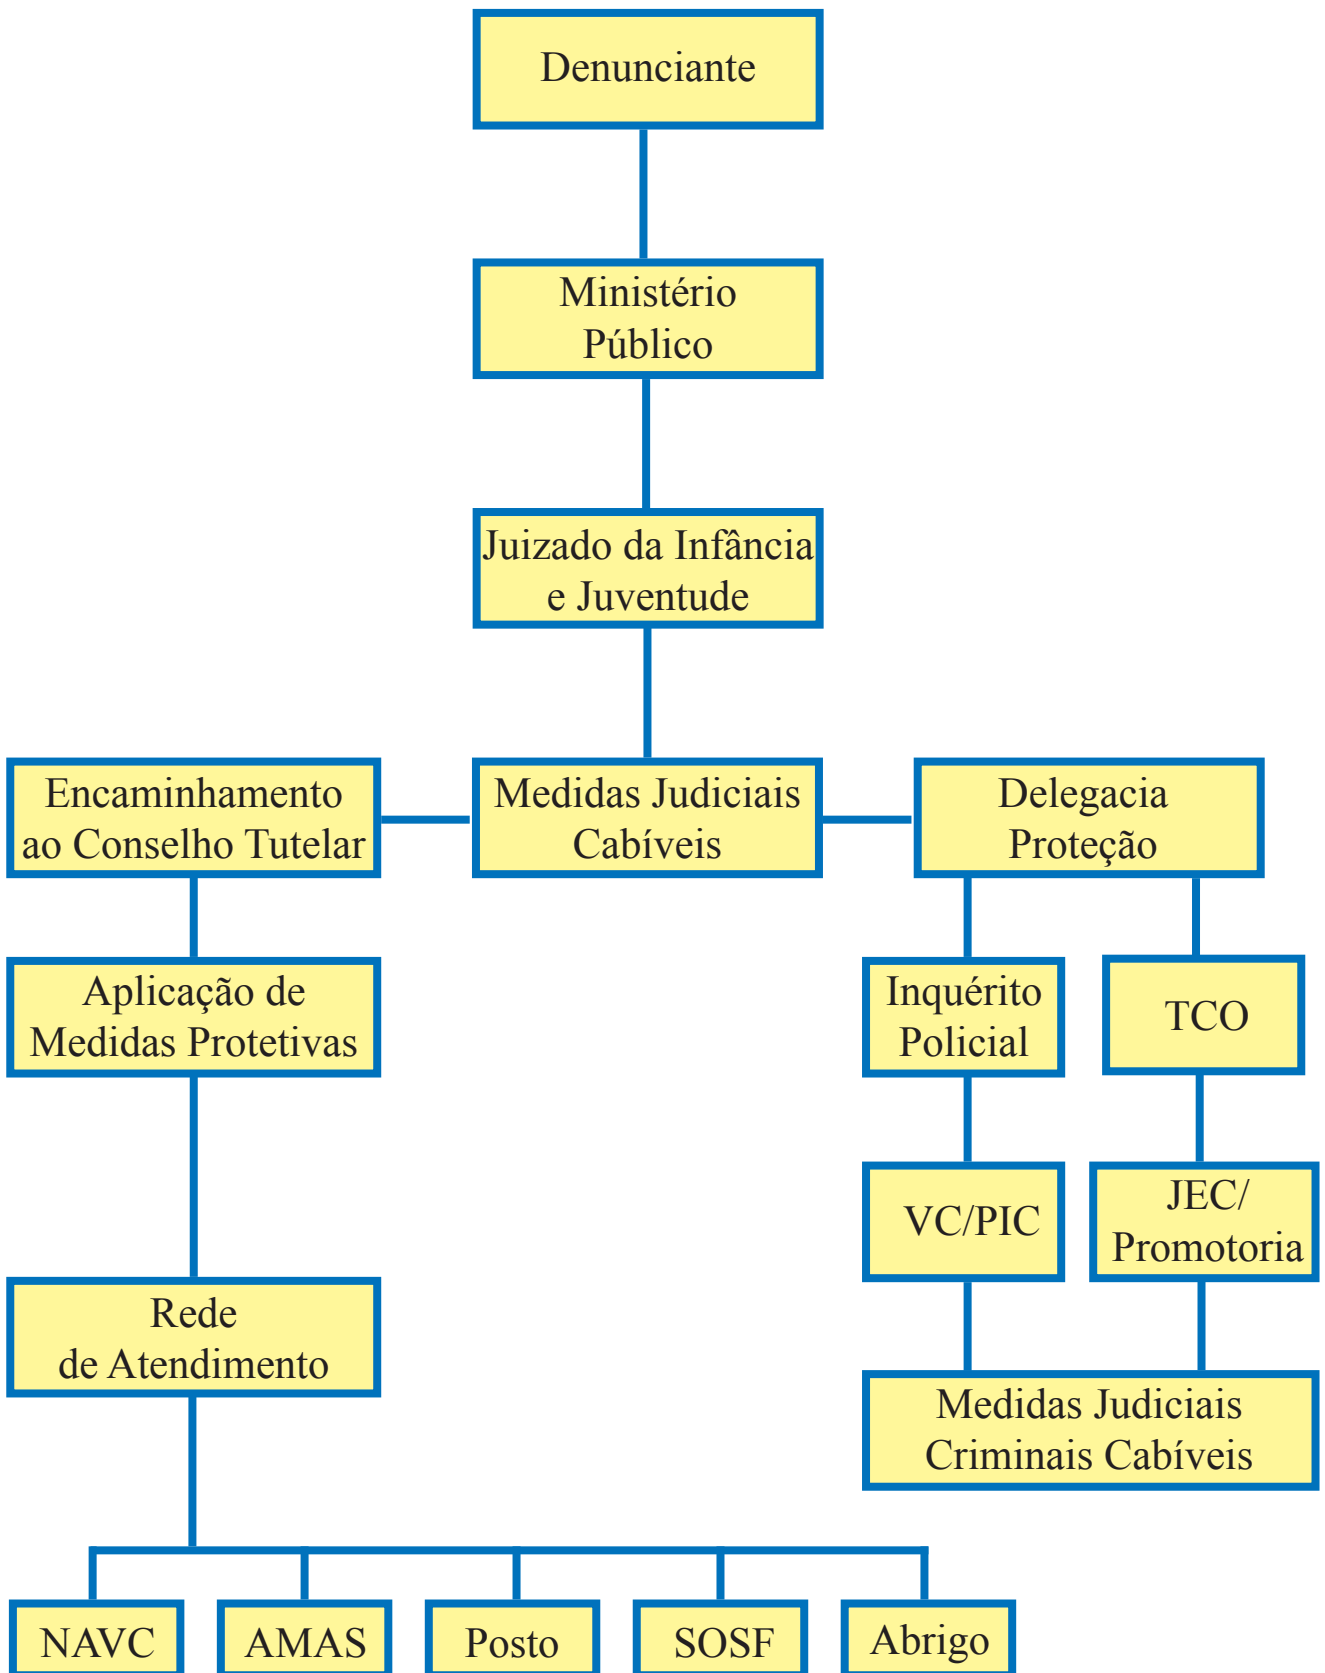 Denunciante
Ministério
Público
Juizado da Infância
e Juventude
Encaminhamento
ao Conselho Tutelar
Medidas Judiciais
Cabíveis
Delegacia
Proteção
Aplicação de
Medidas Protetivas
Inquérito
Policial
TCO
VC/PIC
JEC/
Promotoria
Rede
de Atendimento
Medidas Judiciais
Criminais Cabíveis
NAVC
AMAS
Posto
SOSF
Abrigo